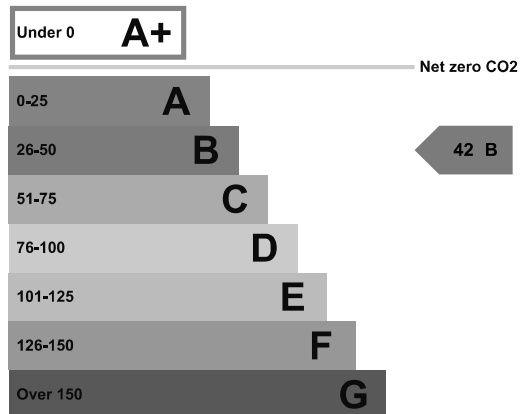 Under 0 A+
Net zero CO2
0-25 A
26-50 B
42 B
51-75 C
76-100 D
101-125 E
126-150 F
Over 150 G